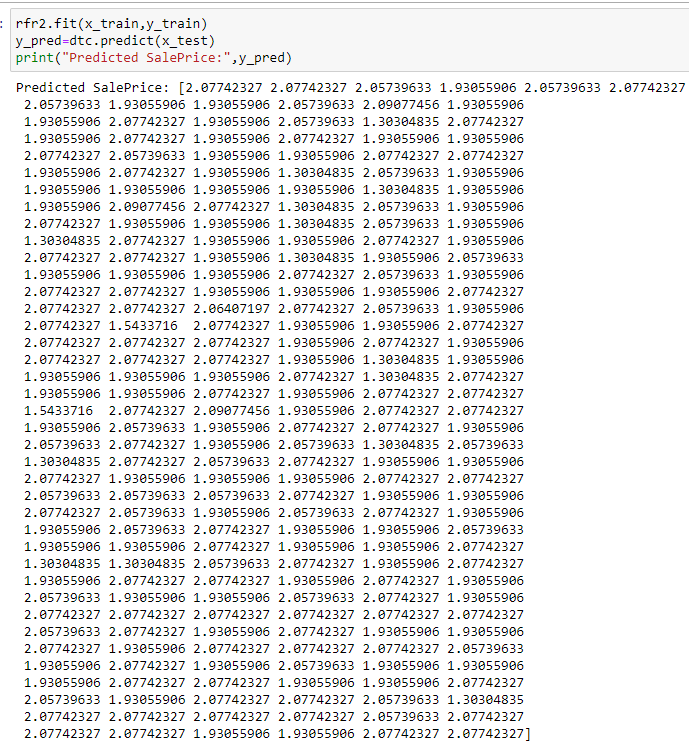 : rfr2.fit(x_train,y_train)
y_pred=dtc.predict(x_test)
print("Predicted SalePrice:",y_pred)
Predicted SalePrice: [2.07742327 2.07742327 2.05739633 1.93055906 2.05739633 2.07742327
2.05739633 1.93055906 1.93055906 2.05739633 2.09077456 1.93055906
1.93055906 2.07742327 2.05739633 1.30304835 2.07742327
1.93055906 2.07742327 1.93055906 2.07742327 1.93055906 1.93055906
2.07742327 2.05739633 1.93055906 1.93055906 2.07742327 2.07742327
1.93055906 2.07742327 1.93055906 1.30304835 2.05739633 1.93055906
1.93055906 1.93055906 1.93055906 1.93055906 1.30304835 1.93055906
1.93055906 2.09077456 2.07742327 1.30304835 2.05739633 1.93055906
2.07742327 1.93055906 1.93055906 1.30304835 2.05739633 1.93055906
1.30304835 2.07742327 1.93055906 1.93055906 2.07742327 1.93055906
2.07742327 2.07742327 1.93055906 1.30304835 1.93055906 2.05739633
1.93055906 1.93055906 1.93055906 2.07742327 2.05739633 1.93055906
2.07742327 2.07742327 1.93055906 1.93055906 1.93055906 2.07742327
2.07742327 2.07742327 2.06407197 2.07742327 2.05739633 1.93055906
2.07742327 1.5433716 2.07742327 1.93055906 1.93055906 2.07742327
2.07742327 2.07742327 2.07742327 1.93055906 2.07742327 1.93055906
2.07742327 2.07742327 2.07742327 1.93055906 1.30304835 1.93055906
1.93055906 1.93055906 1.93055906 2.07742327 1.30304835 2.07742327
1.93055906 1.93055906 2.07742327 1.93055906 2.07742327 2.07742327
1.5433716 2.07742327 2.09077456 1.93055906 2.07742327 2.07742327
1.93055906 2.05739633 1.93055906 2.07742327 2.07742327 1.93055906
2.05739633 2.07742327 1.93055906 2.05739633 1.30304835 2.05739633
1.30304835 2.07742327 2.05739633 2.07742327 1.93055906 1.93055906
2.07742327 1.93055906 1.93055906 1.93055906 2.07742327 2.07742327
2.05739633 2.05739633 2.05739633 2.07742327 1.93055906 1.93055906
2.07742327 2.05739633 1.93055906 2.05739633 2.07742327 1.93055906
1.93055906 2.05739633 2.07742327 1.93055906 1.93055906 2.05739633
1.93055906 1.93055906 2.07742327 1.93055906 1.93055906 2.07742327
1.30304835 1.30304835 2.05739633 2.07742327 1.93055906 2.07742327
1.93055906 2.07742327 2.07742327 1.93055906 2.07742327 1.93055906
2.05739633 1.93055906 1.93055906 2.05739633 2.07742327 1.93055906
2.07742327 2.07742327 2.07742327 2.07742327 2.07742327 2.07742327
2.05739633 2.07742327 1.93055906 2.07742327 1.93055906 1.93055906
2.07742327 1.93055906 2.07742327 2.07742327 2.07742327 2.05739633
1.93055906 2.07742327 1.93055906 2.05739633 1.93055906 1.93055906
1.93055906 2.07742327 2.07742327 1.93055906 1.93055906 2.07742327
2.05739633 1.93055906 2.07742327 2.07742327 2.05739633 1.30304835
2.07742327 2.07742327 2.07742327 2.07742327 2.05739633 2.07742327
2.07742327 2.07742327 1.93055906 1.93055906 2.07742327 2.07742327]